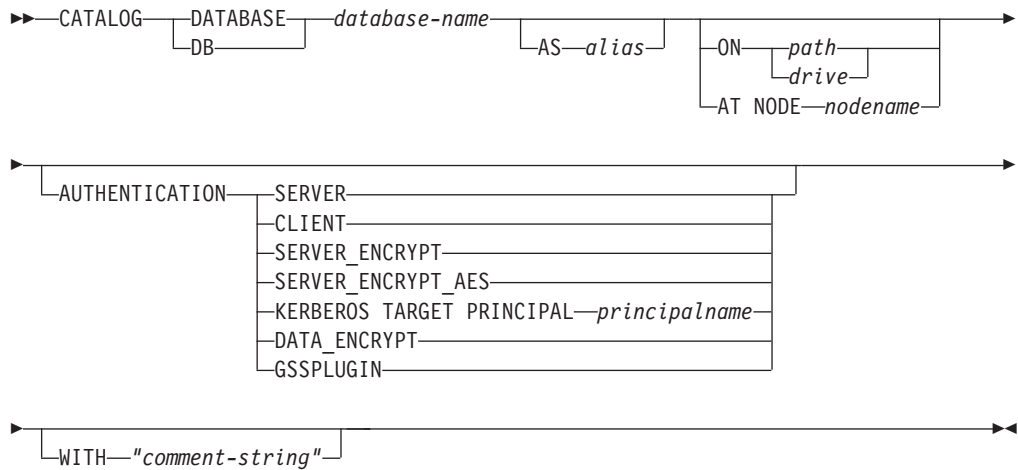 CATALOG DATABASE database-name AS alias ON path
DB drive
AT NODE nodename
AUTHENTICATION SERVER
CLIENT
SERVER_ENCRYPT
SERVER_ENCRYPT_AES
KERBEROS TARGET PRINCIPAL principalname
DATA_ENCRYPT
GSSPLUGIN
WITH "comment-string"